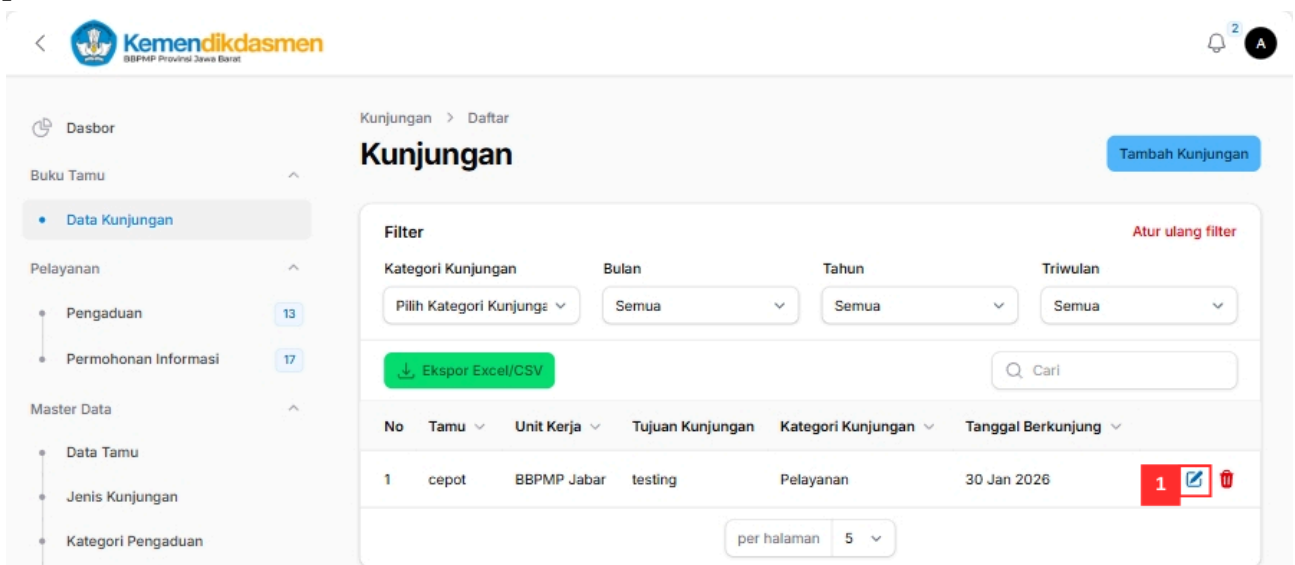 Kemendikdasmen
BBPMP Provinsi Jawa Barat
2
A
Dasbor
Buku Tamu
Data Kunjungan
Pelayanan
Pengaduan 13
Permohonan Informasi 17
Master Data
Data Tamu
Jenis Kunjungan
Kategori Pengaduan
Kunjungan > Daftar
Kunjungan
Tambah Kunjungan
Filter Atur ulang filter
Kategori Kunjungan Bulan Tahun Triwulan
Pilih Kategori Kunjunga Semua Semua Semua
Ekspor Excel/CSV Cari
No Tamu Unit Kerja Tujuan Kunjungan Kategori Kunjungan Tanggal Berkunjung
1 cepot BBPMP Jabar testing Pelayanan 30 Jan 2026 1
per halaman 5